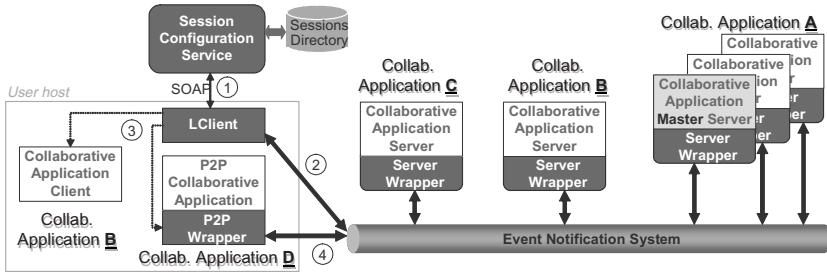 Session
Configuration
Service
Sessions
Directory
SOAP
1
User host
LClient
3
2
Collaborative
Application
Client
Collab.
Application B
P2P
Collaborative
Application
P2P
Wrapper
Collab. Application D
4
Collab.
Application C
Collaborative
Application
Server
Server
Wrapper
Collab.
Application B
Collaborative
Application
Server
Server
Wrapper
Collab. Application A
Collaborative
Collaborative
Collaborative
Application
Master Server
Server
Wrapper
Event Notification System